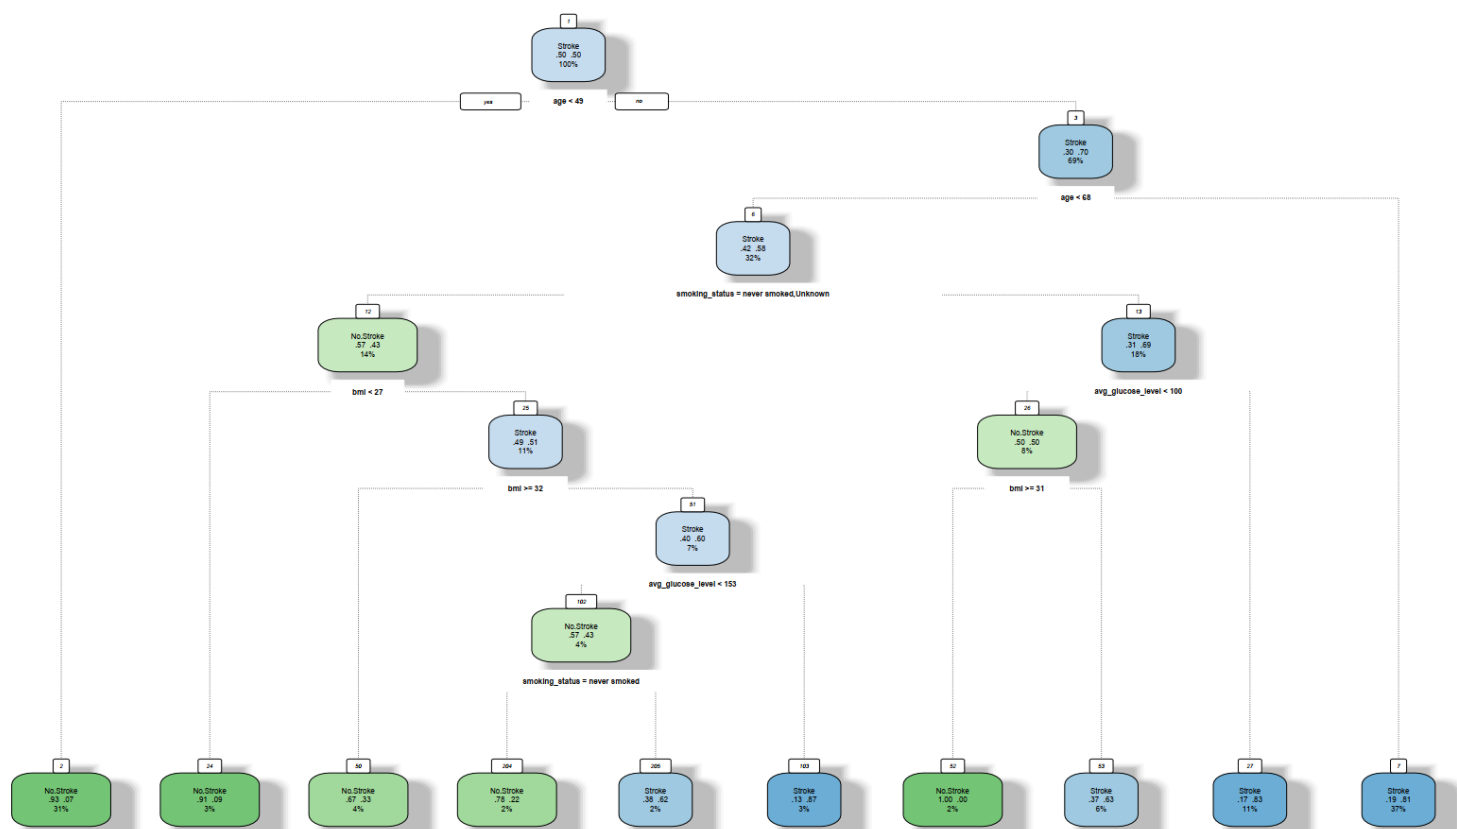 1
Stroke
.50 .50
100%
yes
age < 49
no
3
Stroke
.30 .70
69%
age < 68
6
Stroke
.42 .58
32%
smoking_status = never smoked,Unknown
12
No.Stroke
.57 .43
14%
13
Stroke
.31 .69
18%
bmi < 27
avg_glucose_level < 100
25
Stroke
.49 .51
11%
26
No.Stroke
.50 .50
8%
bmi >= 32
bmi >= 31
51
Stroke
.40 .60
7%
avg_glucose_level < 153
102
No.Stroke
.57 .43
4%
smoking_status = never smoked
2
No.Stroke
.93 .07
31%
24
No.Stroke
.91 .09
3%
50
No.Stroke
.67 .33
4%
204
No.Stroke
.78 .22
2%
205
Stroke
.38 .62
2%
103
Stroke
.13 .87
3%
52
No.Stroke
1.00 .00
2%
53
Stroke
.37 .63
6%
27
Stroke
.17 .83
11%
7
Stroke
.19 .81
37%